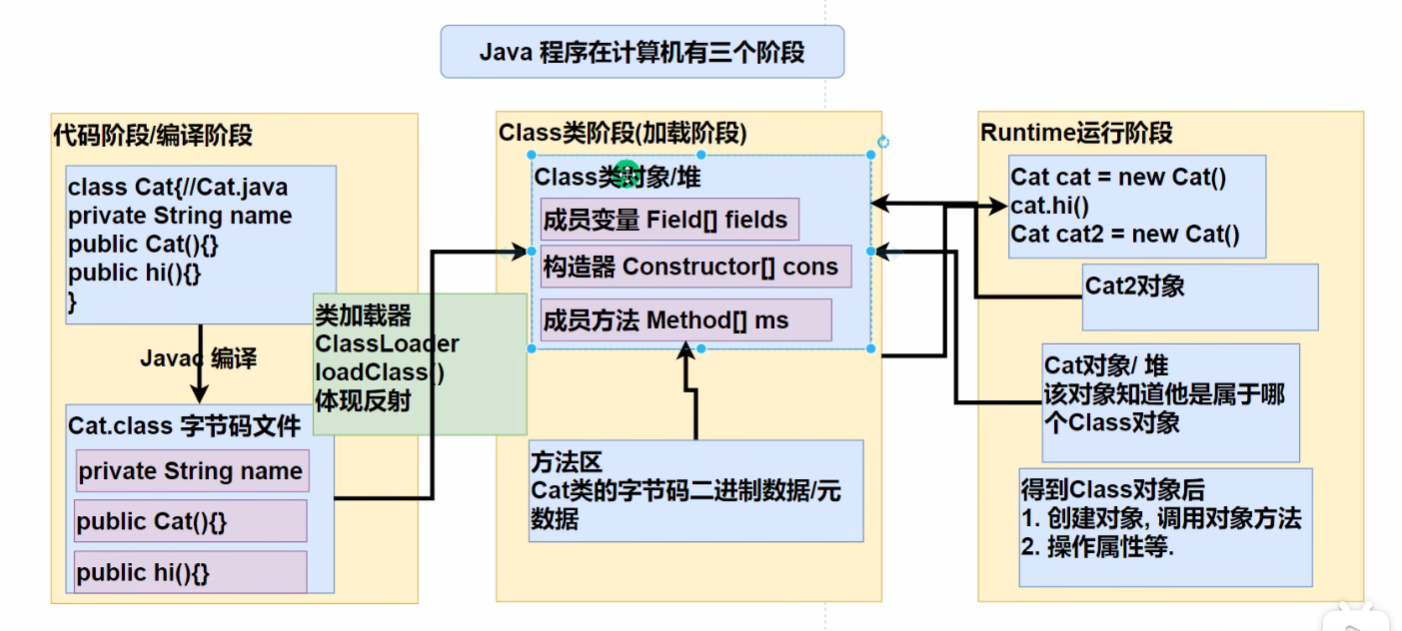 Java 程序在计算机有三个阶段
代码阶段/编译阶段
class Cat{//Cat.java
private String name
public Cat(){}
public hi(){}
}
Javac 编译
Cat.class 字节码文件
private String name
public Cat(){}
public hi(){}
类加载器
ClassLoader
loadClass()
体现反射
Class类阶段(加载阶段)
Class类对象/堆
成员变量 Field[] fields
构造器 Constructor[] cons
成员方法 Method[] ms
方法区
Cat类的字节码二进制数据/元
数据
Runtime运行阶段
Cat cat = new Cat()
cat.hi()
Cat cat2 = new Cat()
Cat2对象
Cat对象/ 堆
该对象知道他是属于哪
个Class对象
得到Class对象后
1. 创建对象, 调用对象方法
2. 操作属性等.